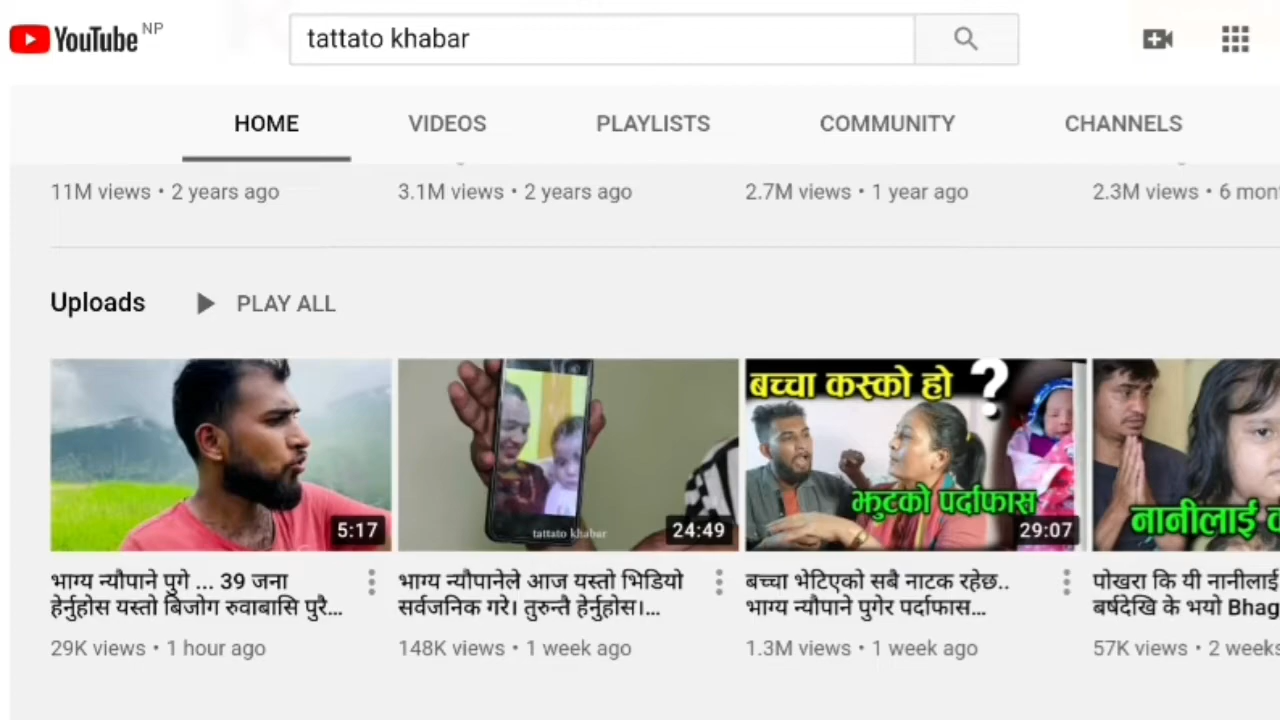 YouTube NP
tattato khabar
HOME VIDEOS PLAYLISTS COMMUNITY CHANNELS
11M views • 2 years ago
3.1M views • 2 years ago
2.7M views • 1 year ago
2.3M views • 6
Uploads PLAY ALL
5:17
भाग्य न्यौपाने पुगे ... 39 जना
हेर्नुहोस यस्तो बिजोग रुवाबासि पुरै...
29K views • 1 hour ago
tattato khabar
24:49
भाग्य न्यौपानेले आज यस्तो भिडियो
सर्वजनिक गरे। तुरुन्तै हेर्नुहोस।...
148K views • 1 week ago
बच्चा कस्को हो ?
झुटको पर्दाफास
29:07
बच्चा भेटिएको सबै नाटक रहेछ..
भाग्य न्यौपाने पुगेर पर्दाफास...
1.3M views • 1 week ago
नानीलाई
पोखरा कि यी नानीलाई
बर्षदेखि के भयो Bhag
57K views • 2 weeks